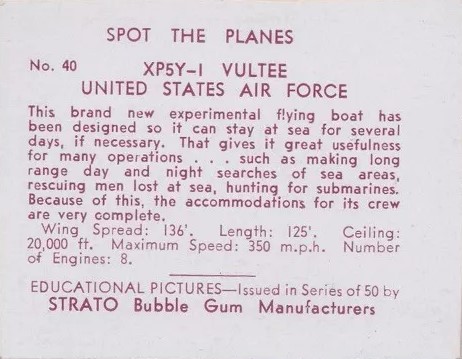 SPOT THE PLANES
No. 40 XP5Y-1 VULTEE
UNITED STATES AIR FORCE
This brand new experimental flying boat has
been designed so it can stay at sea for several
days, if necessary. That gives it great usefulness
for many operations . . . such as making long
range day and night searches of sea areas,
rescuing men lost at sea, hunting for submarines.
Because of this, the accommodations for its crew
are very complete.
Wing Spread: 136'. Length: 125'. Ceiling:
20,000 ft. Maximum Speed: 350 m.p.h. Number
of Engines: 8.
EDUCATIONAL PICTURES—Issued in Series of 50 by
STRATO Bubble Gum Manufacturers